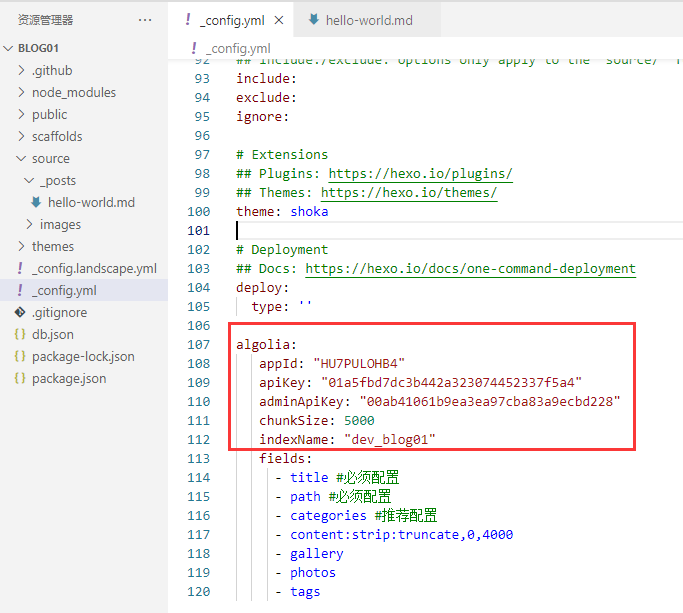 资源管理器
···
BLOG01
.github
node_modules
public
scaffolds
source
_posts
hello-world.md
images
themes
! _config.landscape.yml
! _config.yml
.gitignore
{} db.json
{} package-lock.json
{} package.json
! _config.yml ×
hello-world.md
! _config.yml
92 ## include:/exclude: options only apply to the 'source/'
93 include:
94 exclude:
95 ignore:
96
97 # Extensions
98 ## Plugins: https://hexo.io/plugins/
99 ## Themes: https://hexo.io/themes/
100 theme: shoka
101
102 # Deployment
103 ## Docs: https://hexo.io/docs/one-command-deployment
104 deploy:
105 type: ''
106
107 algolia:
108 appId: "HU7PULOHB4"
109 apiKey: "01a5fbd7dc3b442a323074452337f5a4"
110 adminApiKey: "00ab41061b9ea3ea97cba83a9ecbd228"
111 chunkSize: 5000
112 indexName: "dev_blog01"
113 fields:
114 - title #必须配置
115 - path #必须配置
116 - categories #推荐配置
117 - content:strip:truncate,0,4000
118 - gallery
119 - photos
120 - tags